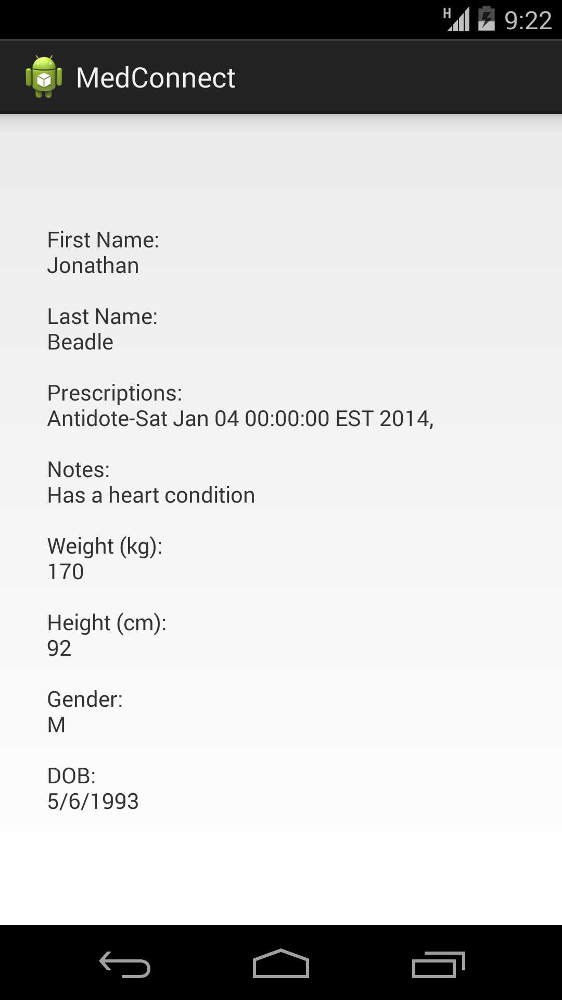 H 9:22
MedConnect
First Name:
Jonathan
Last Name:
Beadle
Prescriptions:
Antidote-Sat Jan 04 00:00:00 EST 2014,
Notes:
Has a heart condition
Weight (kg):
170
Height (cm):
92
Gender:
M
DOB:
5/6/1993